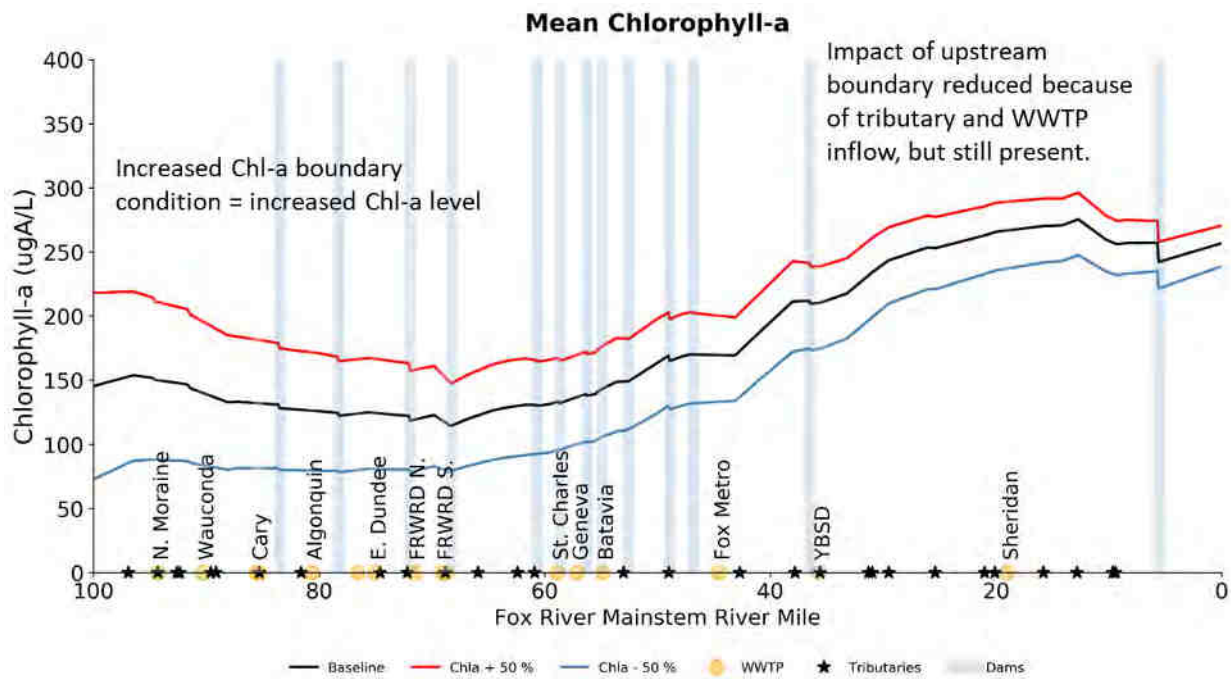 Mean Chlorophyll-a
400
350
300
250
200
150
100
50
0
Chlorophyll-a (ugA/L)
Increased Chl-a boundary
condition = increased Chl-a level
Impact of upstream
boundary reduced because
of tributary and WWTP
inflow, but still present.
N. Moraine
Wauconda
Cary
Algonquin
E. Dundee
FRWRD N.
FRWRD S.
St. Charles
Geneva
Batavia
Fox Metro
YBSD
Sheridan
100
80
60
40
20
0
Fox River Mainstem River Mile
Baseline
Chla + 50 %
Chla - 50 %
WWTP
Tributaries
Dams